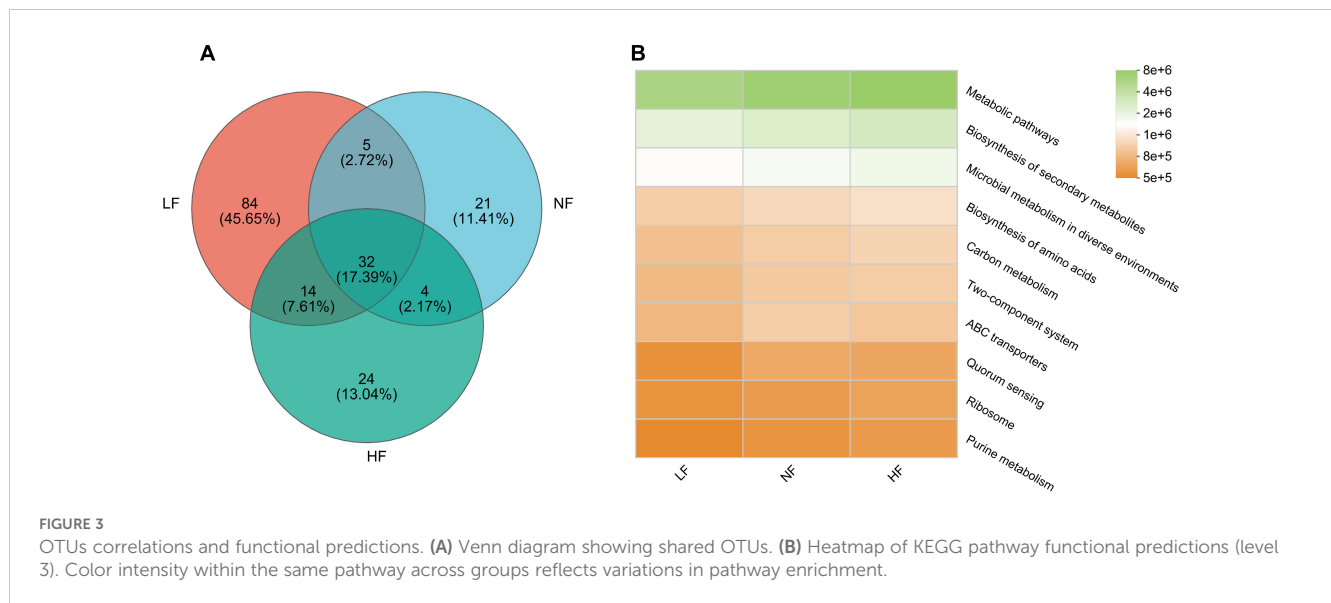 A
LF
NF
HF
84
(45.65%)
5
(2.72%)
21
(11.41%)
32
(17.39%)
14
(7.61%)
4
(2.17%)
24
(13.04%)
B
Metabolic pathways
Biosynthesis of secondary metabolites
Microbial metabolism in diverse environments
Biosynthesis of amino acids
Carbon metabolism
Two-component system
ABC transporters
Quorum sensing
Ribosome
Purine metabolism
LF
NF
HF
8e+6
4e+6
2e+6
1e+6
8e+5
5e+5
FIGURE 3
OTUs correlations and functional predictions. (A) Venn diagram showing shared OTUs. (B) Heatmap of KEGG pathway functional predictions (level
3). Color intensity within the same pathway across groups reflects variations in pathway enrichment.